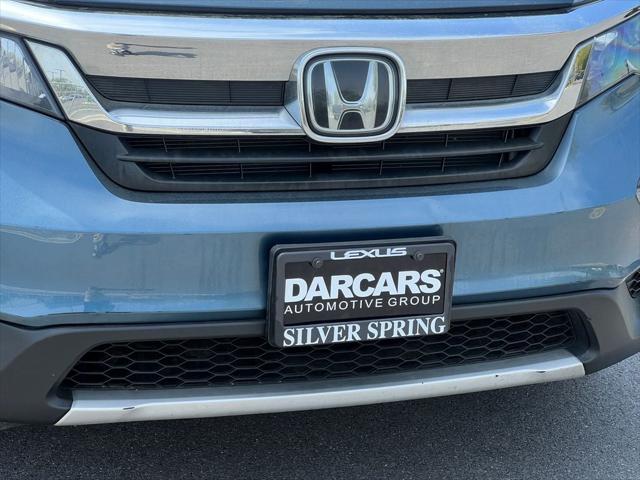 LEXUS
DARCARS®
AUTOMOTIVE GROUP
SILVER SPRING